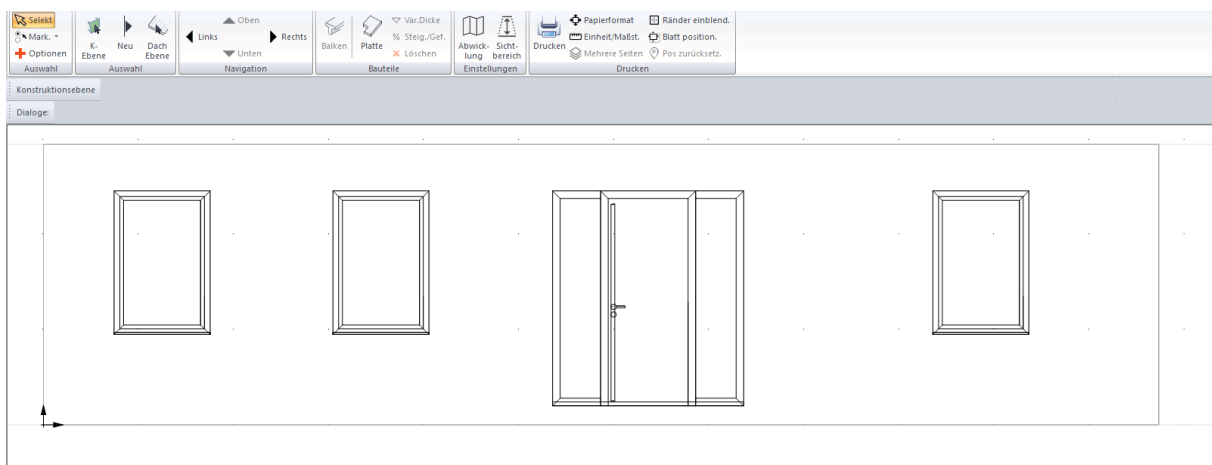 Selekt
Mark.
Optionen
Auswahl
K-
Ebene
Neu
Dach
Ebene
Auswahl
Oben
Links
Rechts
Unten
Navigation
Balken
Platte
Var.Dicke
% Steig./Gef.
Löschen
Bauteile
Abwick-
lung
Sicht-
bereich
Einstellungen
Drucken
Papierformat
Einheit/Maßst.
Mehrere Seiten
Ränder einblend.
Blatt position.
Pos zurücksetz.
Drucken
Konstruktionsebene
Dialoge: